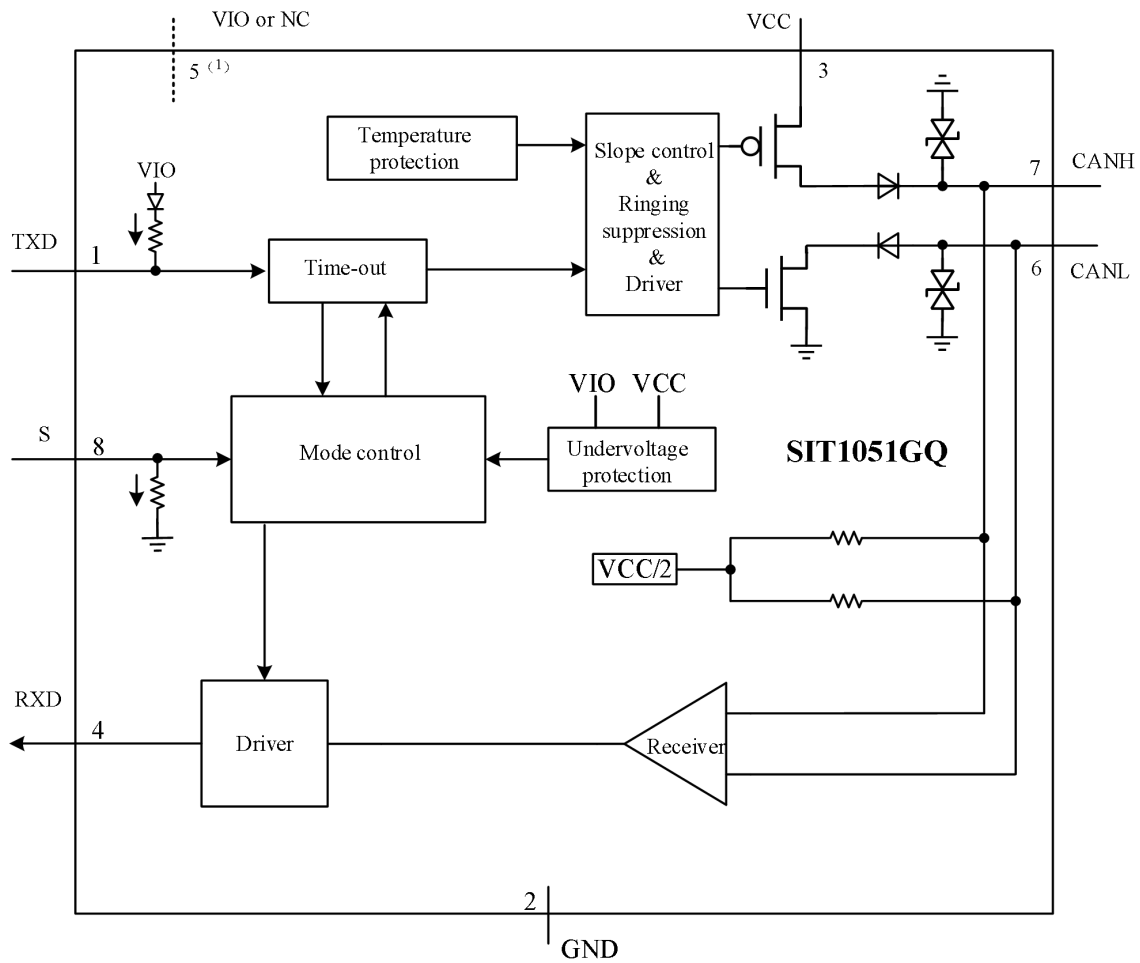 VIO or NC
VCC
5 (1)
3
Temperature
protection
Slope control
&
Ringing
suppression
&
Driver
VIO
7
CANH
TXD
1
Time-out
6
CANL
VIO
VCC
S
8
Mode control
Undervoltage
protection
SIT1051GQ
VCC/2
RXD
4
Driver
Receiver
2
GND